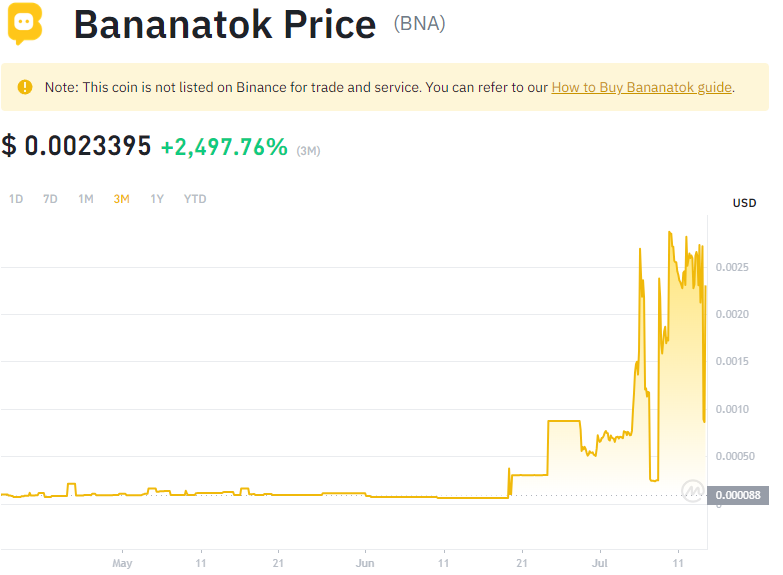 Bananatok Price (BNA)
Note: This coin is not listed on Binance for trade and service. You can refer to our How to Buy Bananatok guide.
$ 0.0023395 +2,497.76% (3M)
1D 7D 1M 3M 1Y YTD
USD
0.0025
0.0020
0.0015
0.0010
0.00050
0.000088
0
May 11 21 Jun 11 21 Jul 11